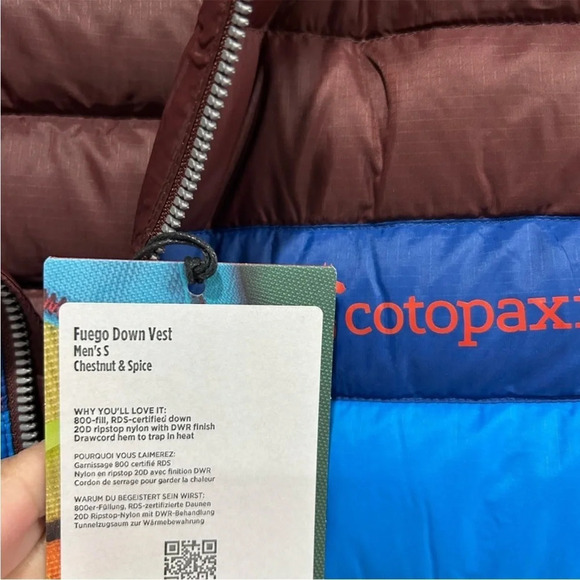 Fuego Down Vest
Men's S
Chestnut & Spice
WHY YOU'LL LOVE IT:
800-fill, RDS-certified down
20D ripstop nylon with DWR finish
Drawcord hem to trap in heat
POURQUOI VOUS L'AIMEREZ:
Garnissage 800 certifié RDS
Nylon en ripstop 20D avec finition DWR
Cordon de serrage pour garder la chaleur
WARUM DU BEGEISTERT SEIN WIRST:
800er-Füllung, RDS-zertifizierte Daunen
20D Ripstop-Nylon mit DWR-Behandlung
Tunnelzugsaum zur Wärmebewahrung
cotopaxi